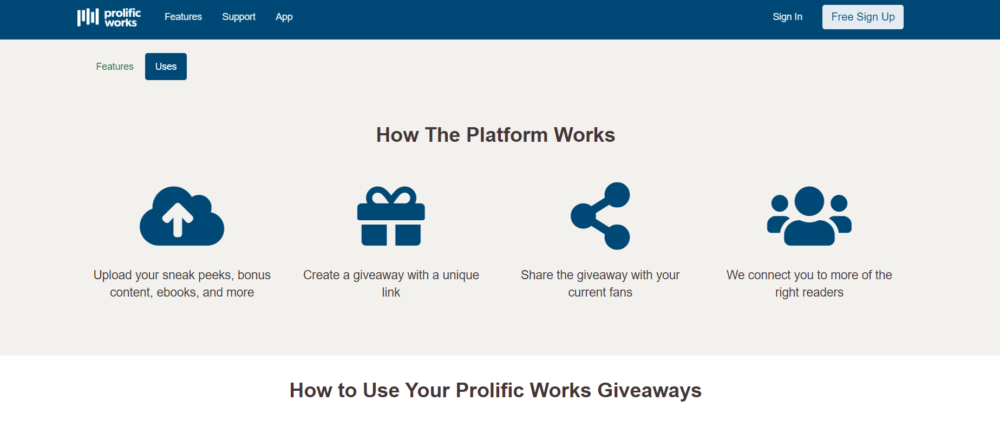 prolific
works
Features
Support
App
Sign In
Free Sign Up
Features
Uses
How The Platform Works
Upload your sneak peeks, bonus
content, ebooks, and more
Create a giveaway with a unique
link
Share the giveaway with your
current fans
We connect you to more of the
right readers
How to Use Your Prolific Works Giveaways